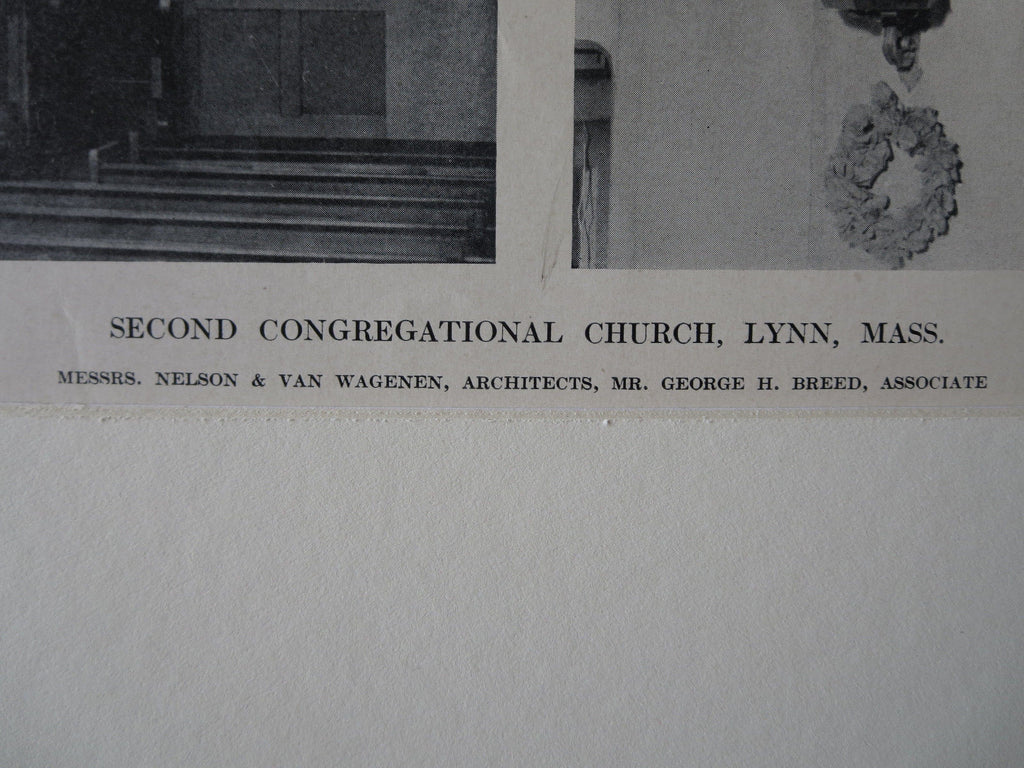 SECOND CONGREGATIONAL CHURCH, LYNN, MASS.
MESSRS. NELSON & VAN WAGENEN, ARCHITECTS, MR. GEORGE H. BREED, ASSOCIATE